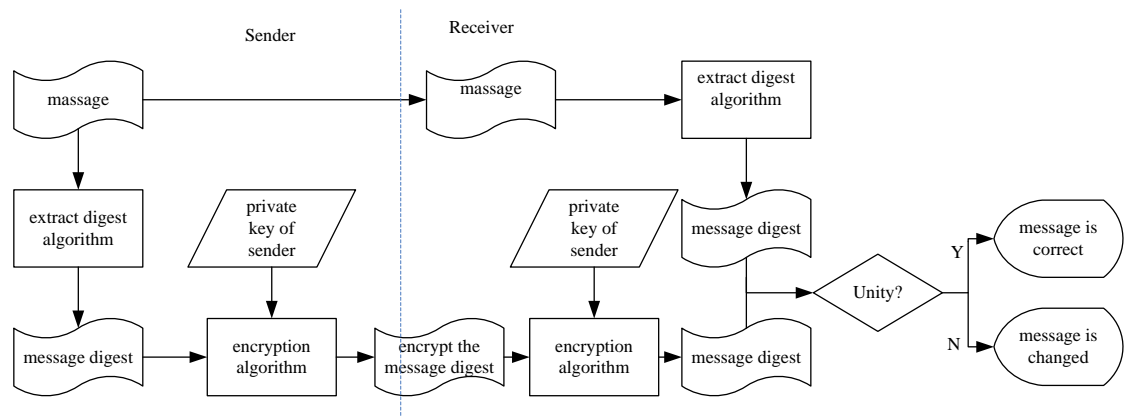 Sender
Receiver
massage
massage
extract digest
algorithm
extract digest
algorithm
private
key of
sender
private
key of
sender
message digest
message is
correct
Y
Unity?
N
message is
changed
message digest
encryption
algorithm
encrypt the
message digest
encryption
algorithm
message digest